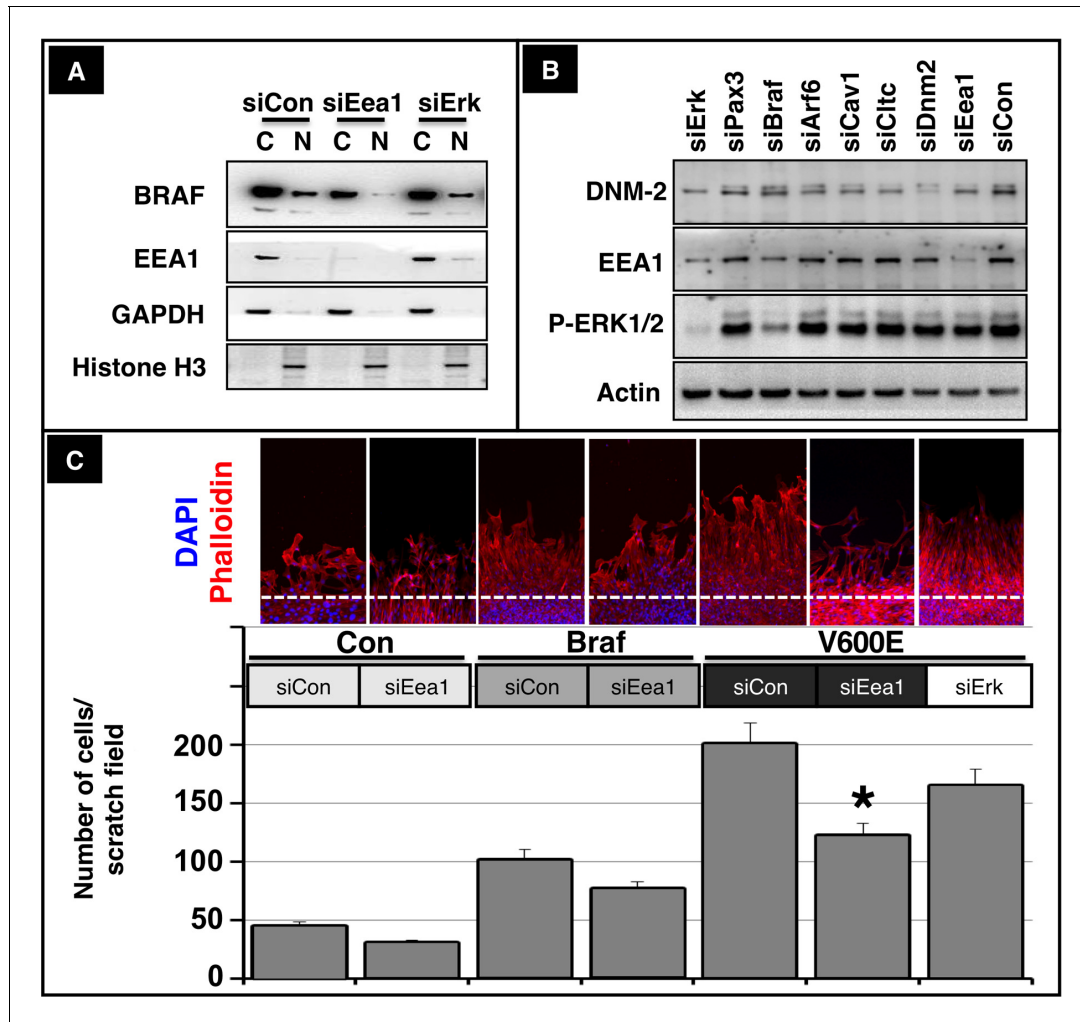 A
siCon siEea1 siErk
C N C N C N
BRAF
EEA1
GAPDH
Histone H3
B
siErk
siPax3
siBraf
siArf6
siCav1
siCltc
siDnm2
siEea1
siCon
DNM-2
EEA1
P-ERK1/2
Actin
C
DAPI
Phalloidin
Con Braf V600E
siCon siEea1 siCon siEea1 siCon siEea1 siErk
Number of cells/
scratch field
200
150
100
50
0
*